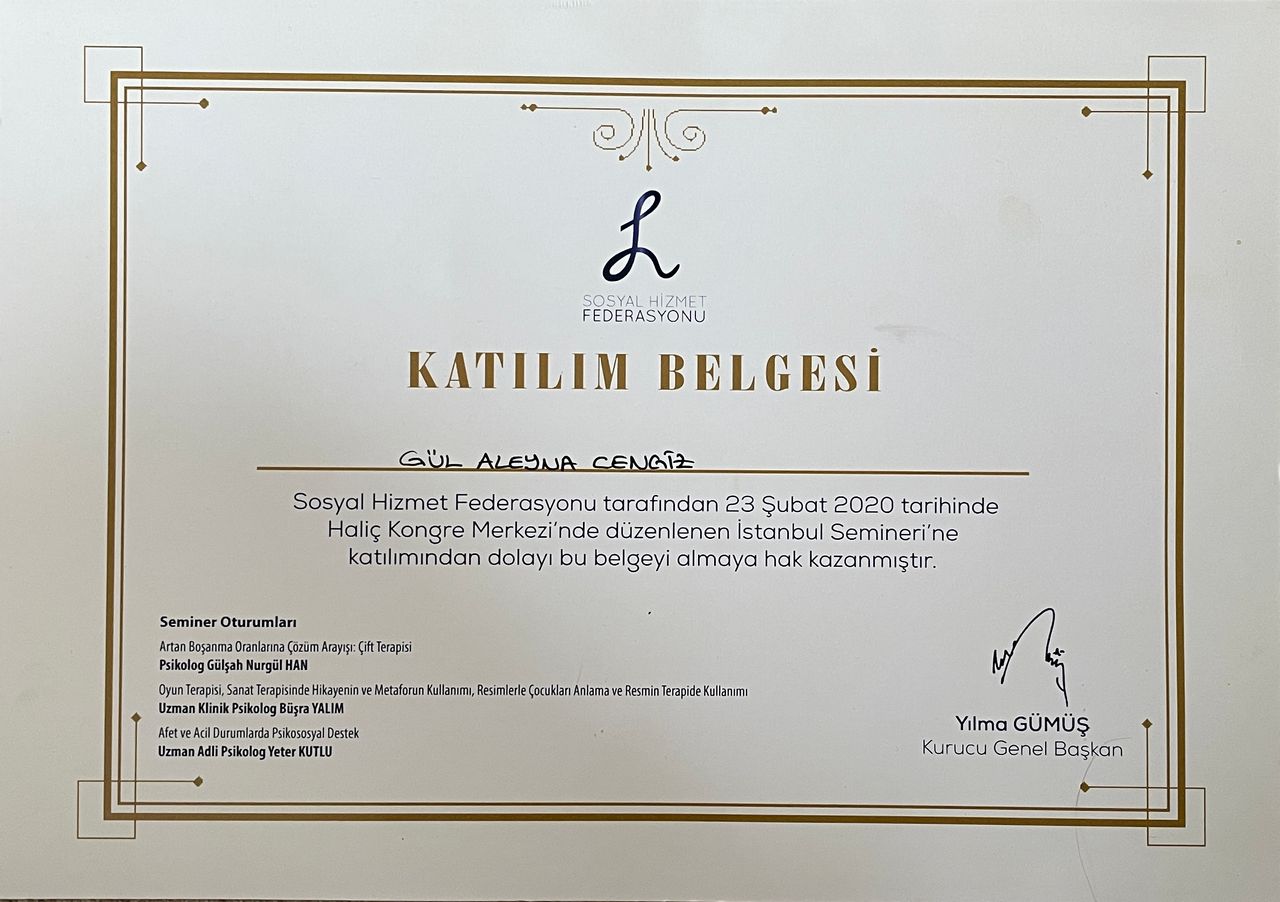 SOSYAL HİZMET
FEDERASYONU
KATILIM BELGESİ
GÜL ALEYNA CENGİZ
Sosyal Hizmet Federasyonu tarafından 23 Şubat 2020 tarihinde
Haliç Kongre Merkezi'nde düzenlenen İstanbul Semineri'ne
katılımından dolayı bu belgeyi almaya hak kazanmıştır.
Seminer Oturumları
Artan Boşanma Oranlarına Çözüm Arayışı: Çift Terapisi
Psikolog Gülşah Nurgül HAN
Oyun Terapisi, Sanat Terapisinde Hikayenin ve Metaforun Kullanımı, Resimlerle Çocukları Anlama ve Resmin Terapide Kullanımı
Uzman Klinik Psikolog Büşra YALIM
Afet ve Acil Durumlarda Psikososyal Destek
Uzman Adli Psikolog Yeter KUTLU
Yılma GÜMÜŞ
Kurucu Genel Başkan